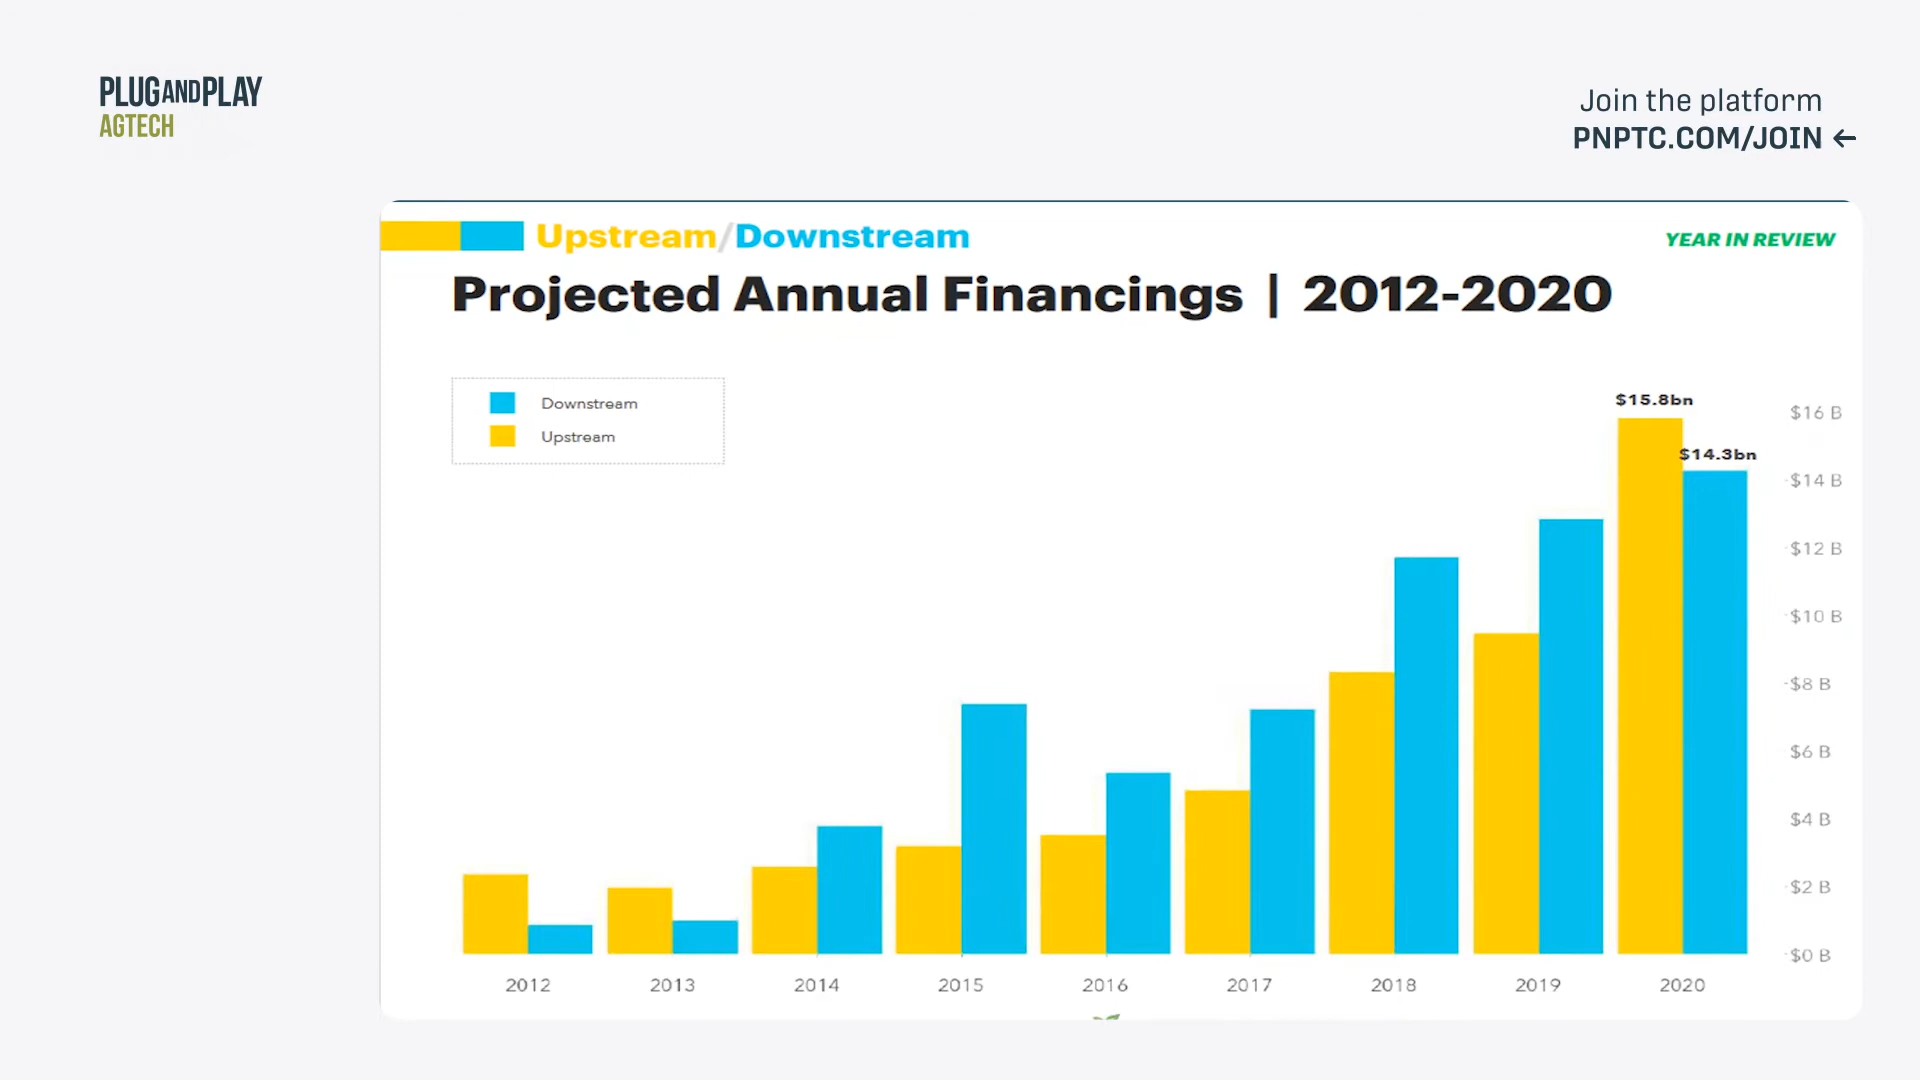 PLUGANDPLAY
AGTECH
Join the platform
PNPTC.COM/JOIN ←
Upstream/Downstream
YEAR IN REVIEW
Projected Annual Financings | 2012-2020
Downstream
Upstream
$15.8bn
$14.3bn
$16 B
$14 B
$12 B
$10 B
$8 B
$6 B
$4 B
$2 B
$0 B
2012 2013 2014 2015 2016 2017 2018 2019 2020